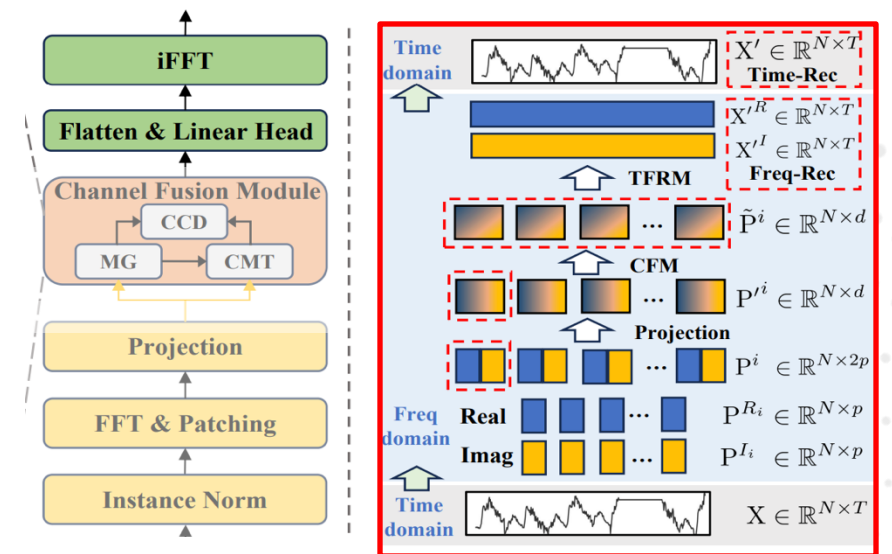 iFFT
Flatten & Linear Head
Channel Fusion Module
CCD
MG
CMT
Projection
FFT & Patching
Instance Norm
Time
domain
X′ ∈ ℝ^{N×T}
Time-Rec
X′^R ∈ ℝ^{N×T}
X′^I ∈ ℝ^{N×T}
Freq-Rec
TFRM
... P̃^i ∈ ℝ^{N×d}
CFM
... P′^i ∈ ℝ^{N×d}
Projection
... P^i ∈ ℝ^{N×2p}
Freq
domain
Real ... P^{R_i} ∈ ℝ^{N×p}
Imag ... P^{I_i} ∈ ℝ^{N×p}
Time
domain
X ∈ ℝ^{N×T}